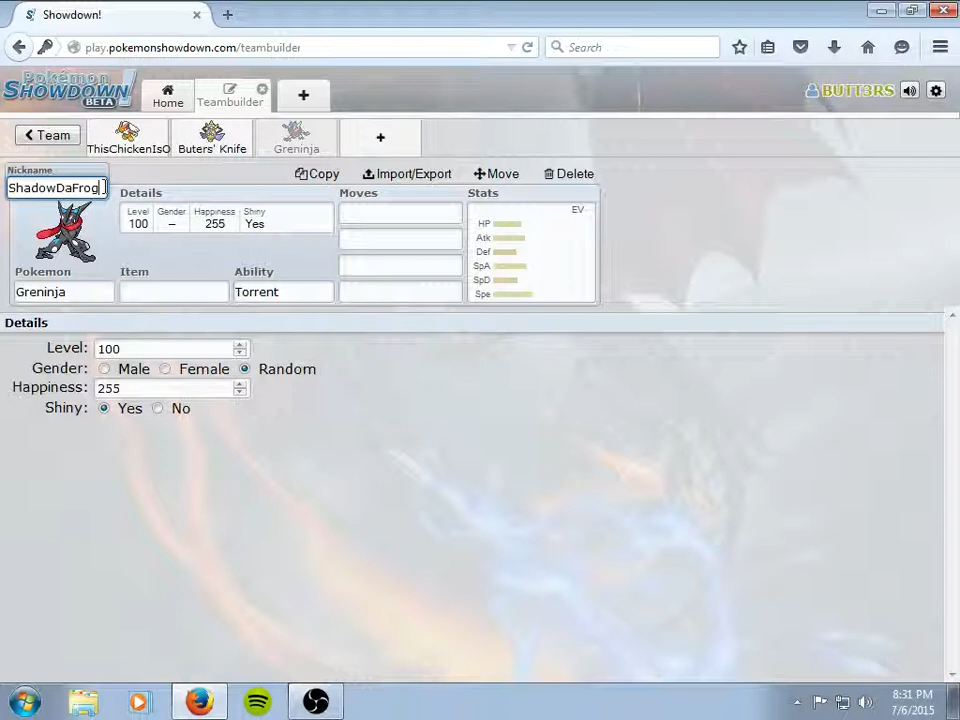 Showdown!
play.pokemonshowdown.com/teambuilder
Search
Pokémon
SHOWDOWN!
BETA
Home
Teambuilder
BUTT3RS
Team
ThisChickenIsO
Buters' Knife
Greninja
Nickname
ShadowDaFrog
Copy
Import/Export
Move
Delete
Details
Moves
Stats
Level
Gender
Happiness
Shiny
100
–
255
Yes
EV
HP
Atk
Def
SpA
SpD
Spe
Pokemon
Item
Ability
Greninja
Torrent
Details
Level: 100
Gender: Male Female Random
Happiness: 255
Shiny: Yes No
8:31 PM
7/6/2015